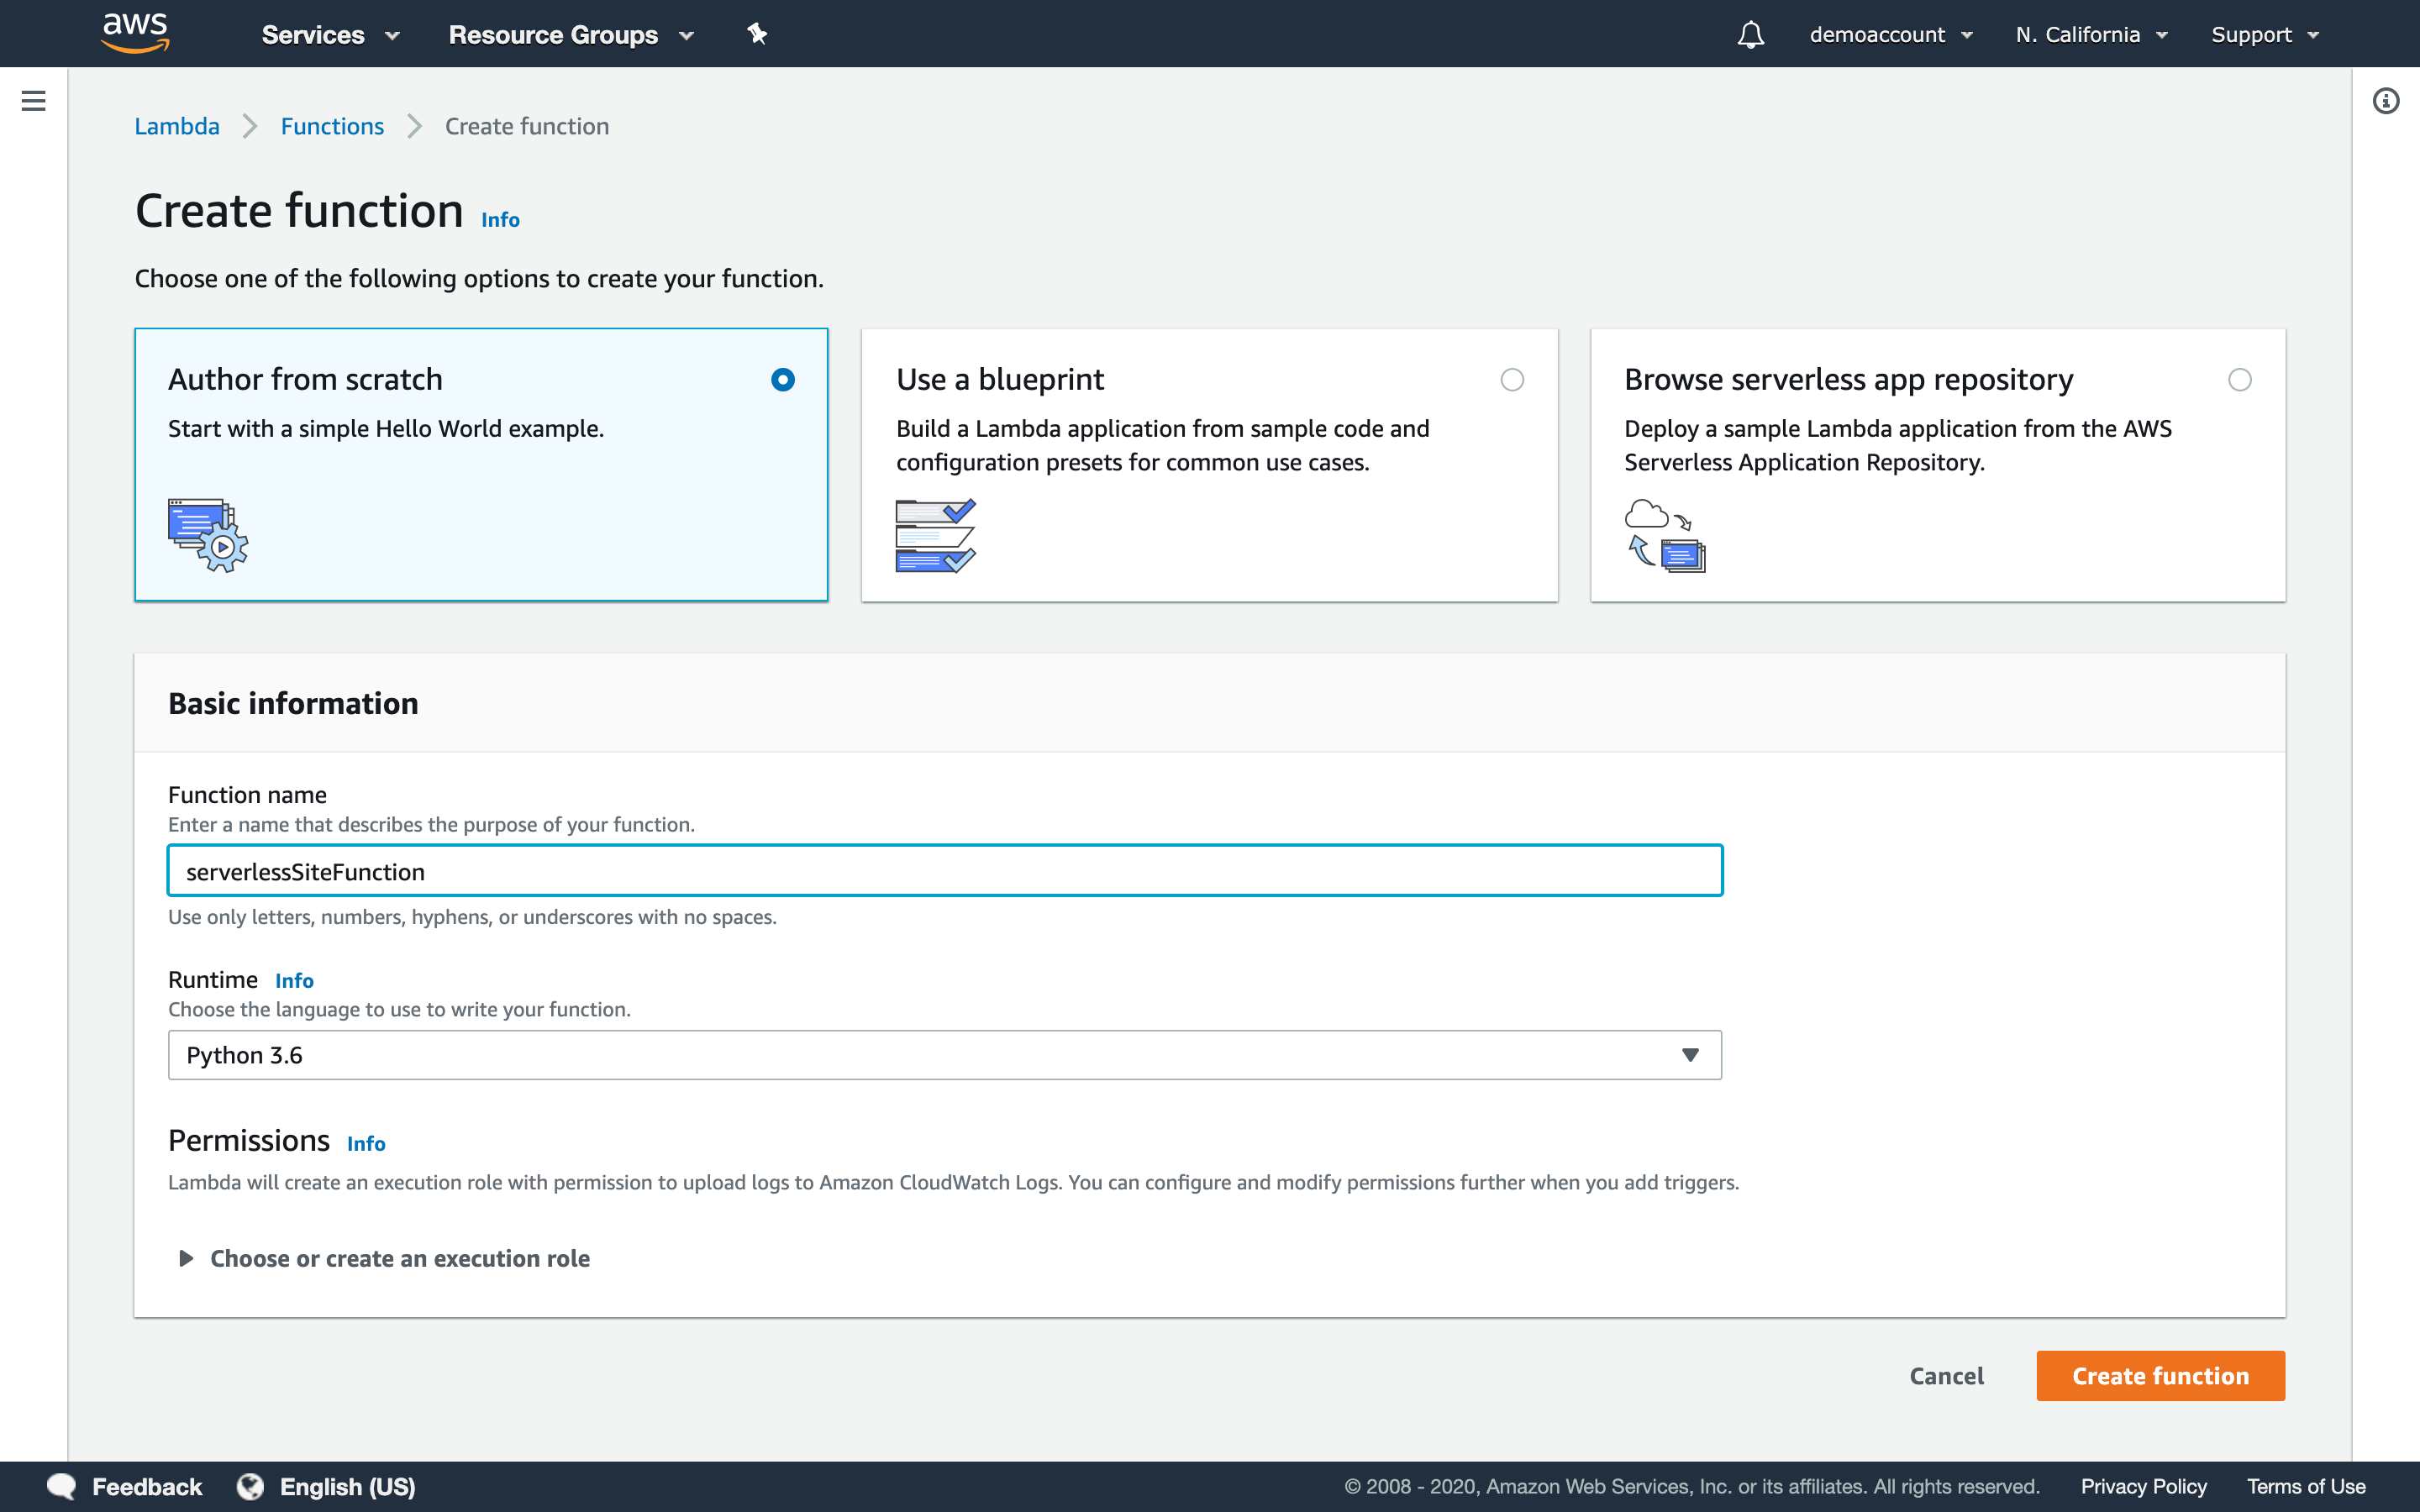 aws
Services
Resource Groups
demoaccount
N. California
Support
Lambda
Functions
Create function
Create function Info
Choose one of the following options to create your function.
Author from scratch
Start with a simple Hello World example.
Use a blueprint
Build a Lambda application from sample code and
configuration presets for common use cases.
Browse serverless app repository
Deploy a sample Lambda application from the AWS
Serverless Application Repository.
Basic information
Function name
Enter a name that describes the purpose of your function.
serverlessSiteFunction
Use only letters, numbers, hyphens, or underscores with no spaces.
Runtime Info
Choose the language to use to write your function.
Python 3.6
Permissions Info
Lambda will create an execution role with permission to upload logs to Amazon CloudWatch Logs. You can configure and modify permissions further when you add triggers.
Choose or create an execution role
Cancel
Create function
Feedback
English (US)
© 2008 - 2020, Amazon Web Services, Inc. or its affiliates. All rights reserved.
Privacy Policy
Terms of Use